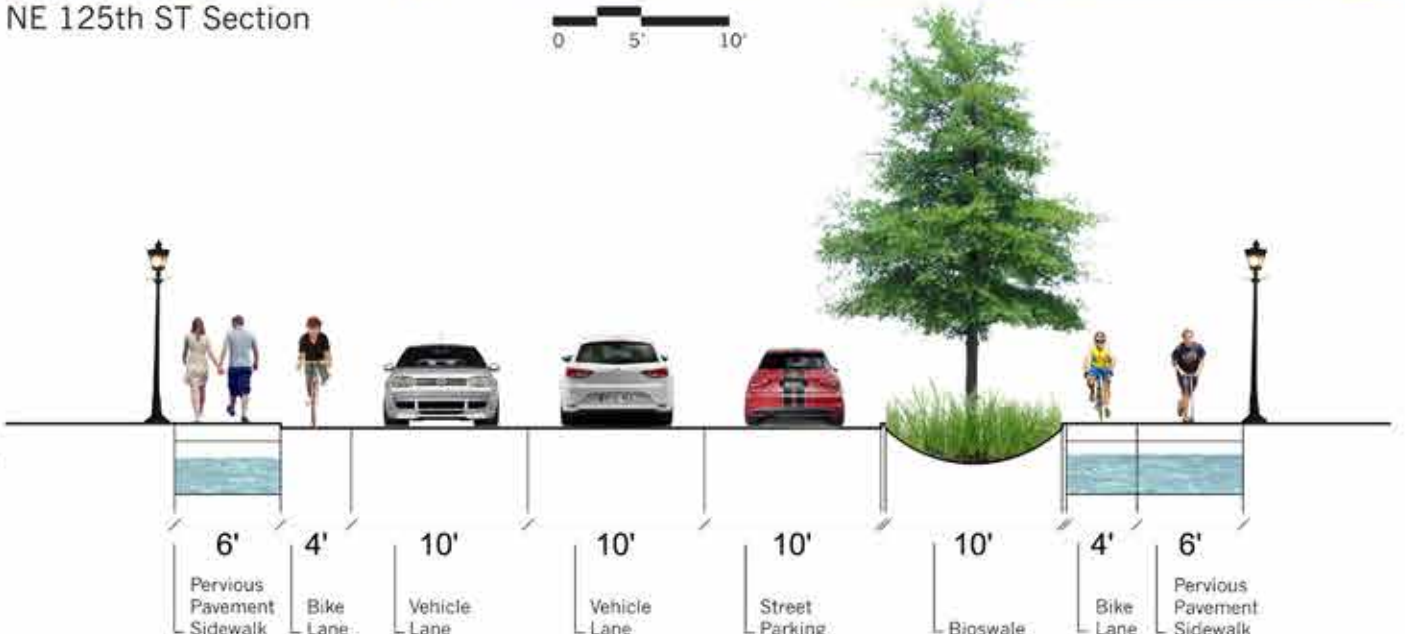 NE 125th ST Section
0 5' 10'
6' 4' 10' 10' 10' 10' 4' 6'
Pervious
Pavement
Sidewalk
Bike
Lane
Vehicle
Lane
Vehicle
Lane
Street
Parking
Bioswale
Bike
Lane
Pervious
Pavement
Sidewalk